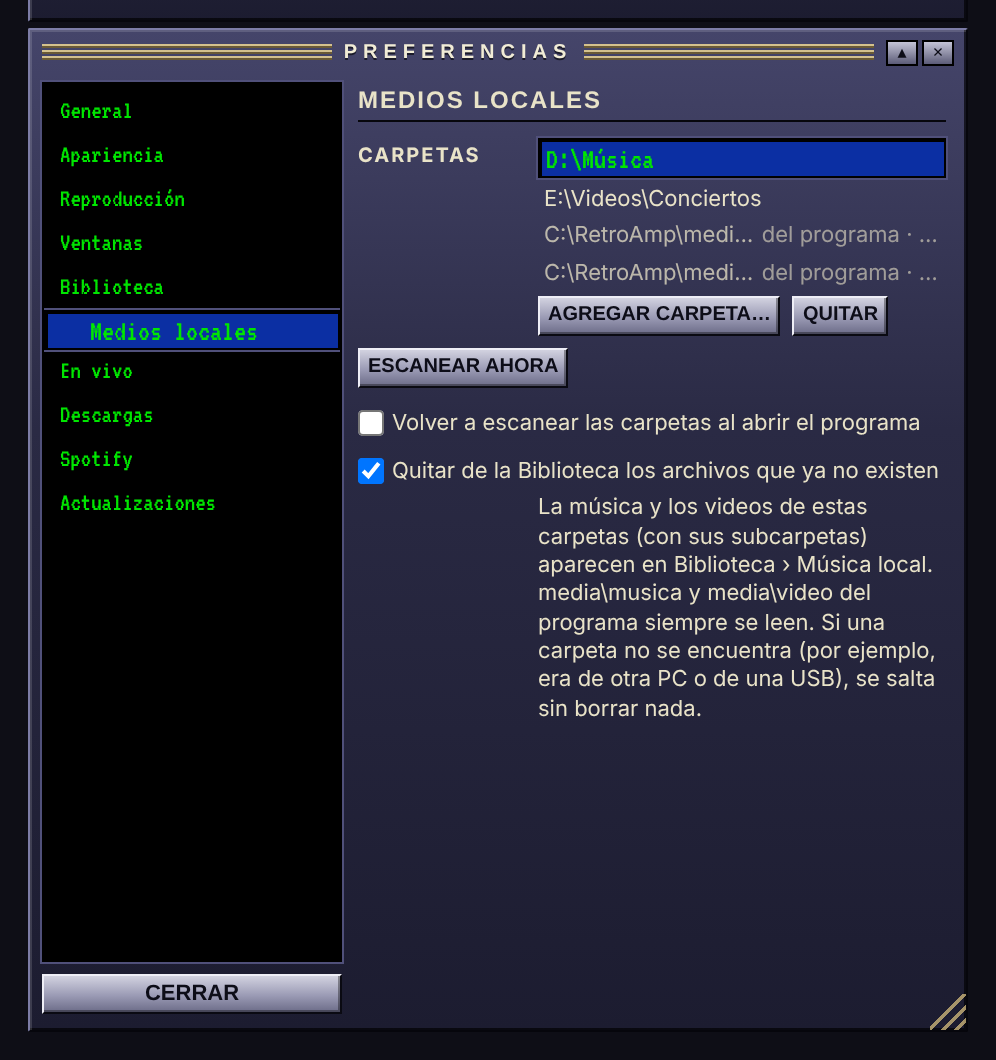 PREFERENCIAS
General
Apariencia
Reproducción
Ventanas
Biblioteca
Medios locales
En vivo
Descargas
Spotify
Actualizaciones
CERRAR
MEDIOS LOCALES
CARPETAS
D:\Música
E:\Videos\Conciertos
C:\RetroAmp\medi... del programa · ...
C:\RetroAmp\medi... del programa · ...
AGREGAR CARPETA... QUITAR
ESCANEAR AHORA
Volver a escanear las carpetas al abrir el programa
Quitar de la Biblioteca los archivos que ya no existen
La música y los videos de estas
carpetas (con sus subcarpetas)
aparecen en Biblioteca › Música local.
media\musica y media\video del
programa siempre se leen. Si una
carpeta no se encuentra (por ejemplo,
era de otra PC o de una USB), se salta
sin borrar nada.